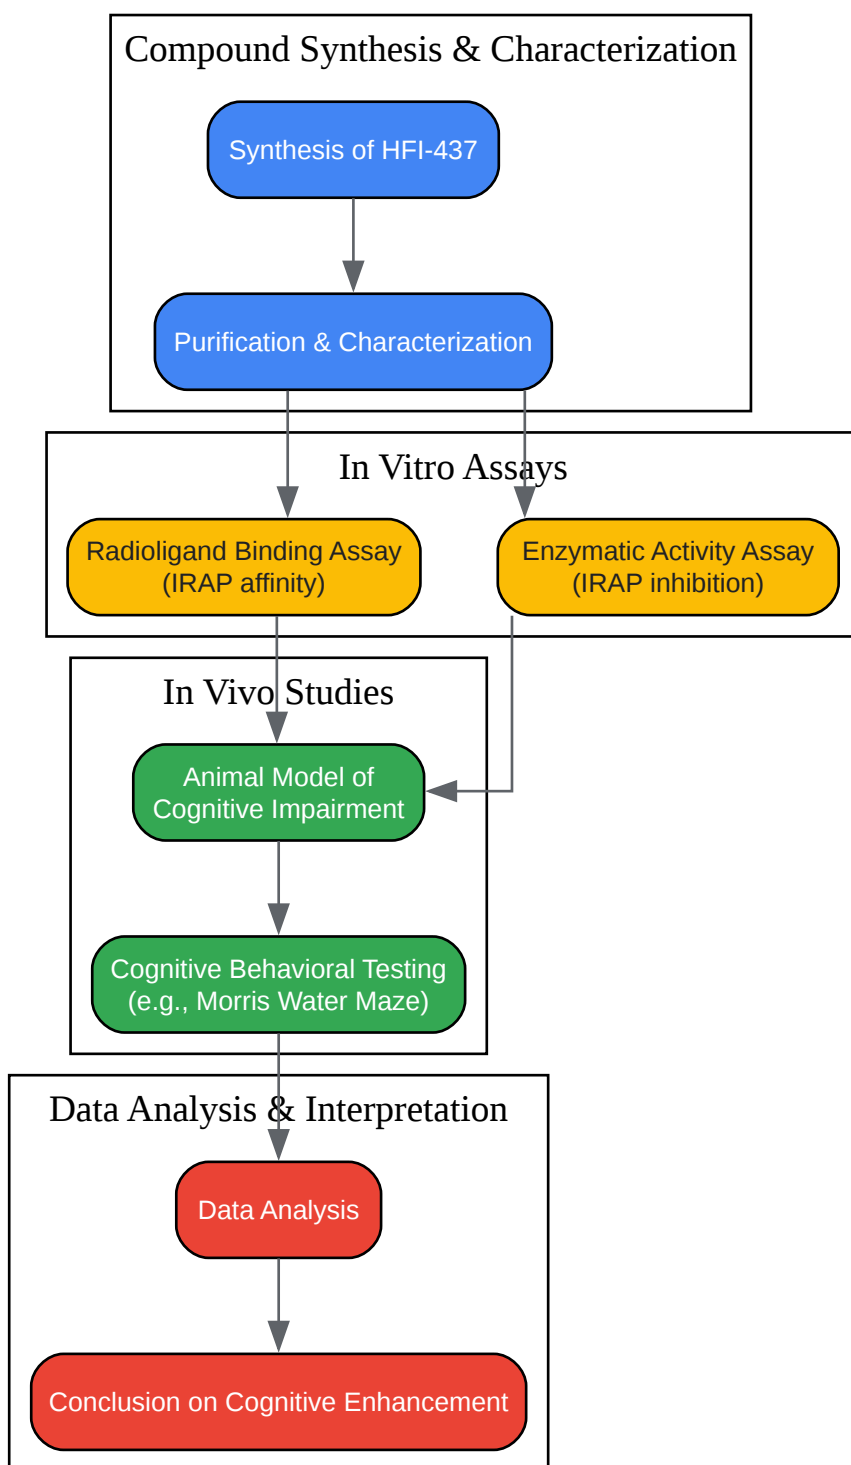 Compound Synthesis & Characterization
Synthesis of HFI-437
Purification & Characterization
In Vitro Assays
Radioligand Binding Assay
(IRAP affinity)
Enzymatic Activity Assay
(IRAP inhibition)
In Vivo Studies
Animal Model of
Cognitive Impairment
Cognitive Behavioral Testing
(e.g., Morris Water Maze)
Data Analysis & Interpretation
Data Analysis
Conclusion on Cognitive Enhancement